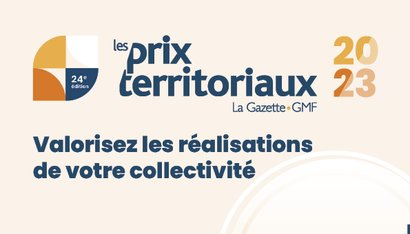 24e
édition
les prix
territoriaux
La Gazette•GMF
20
23
Valorisez les réalisations
de votre collectivité